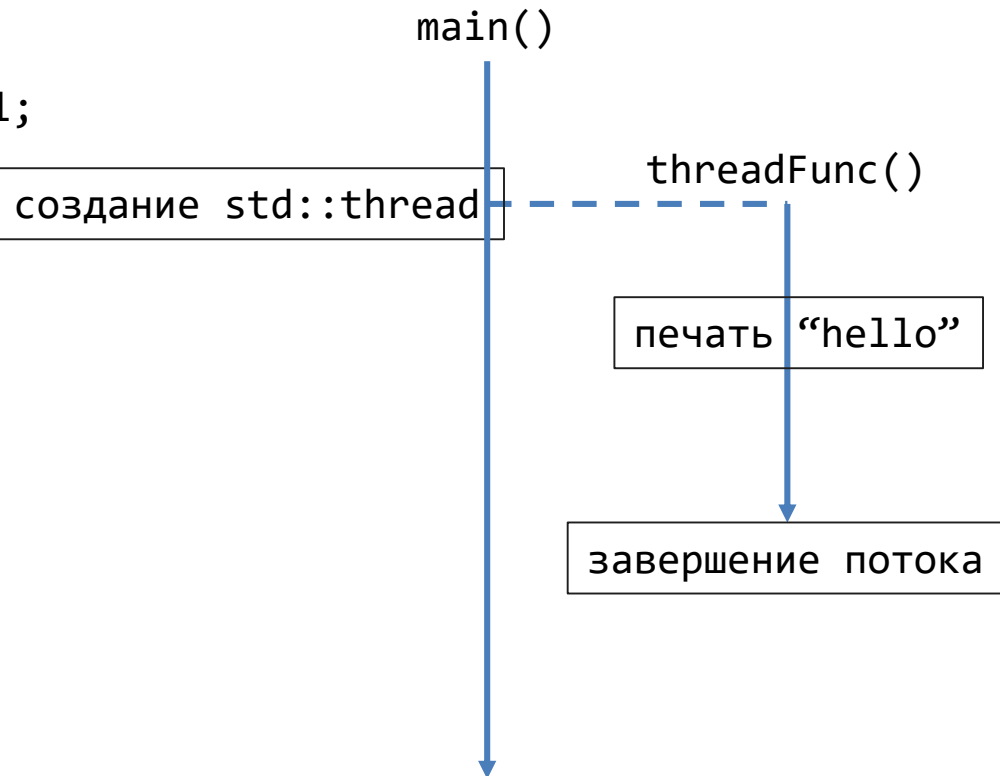 main()
l;
threadFunc()
создание std::thread
печать “hello”
завершение потока